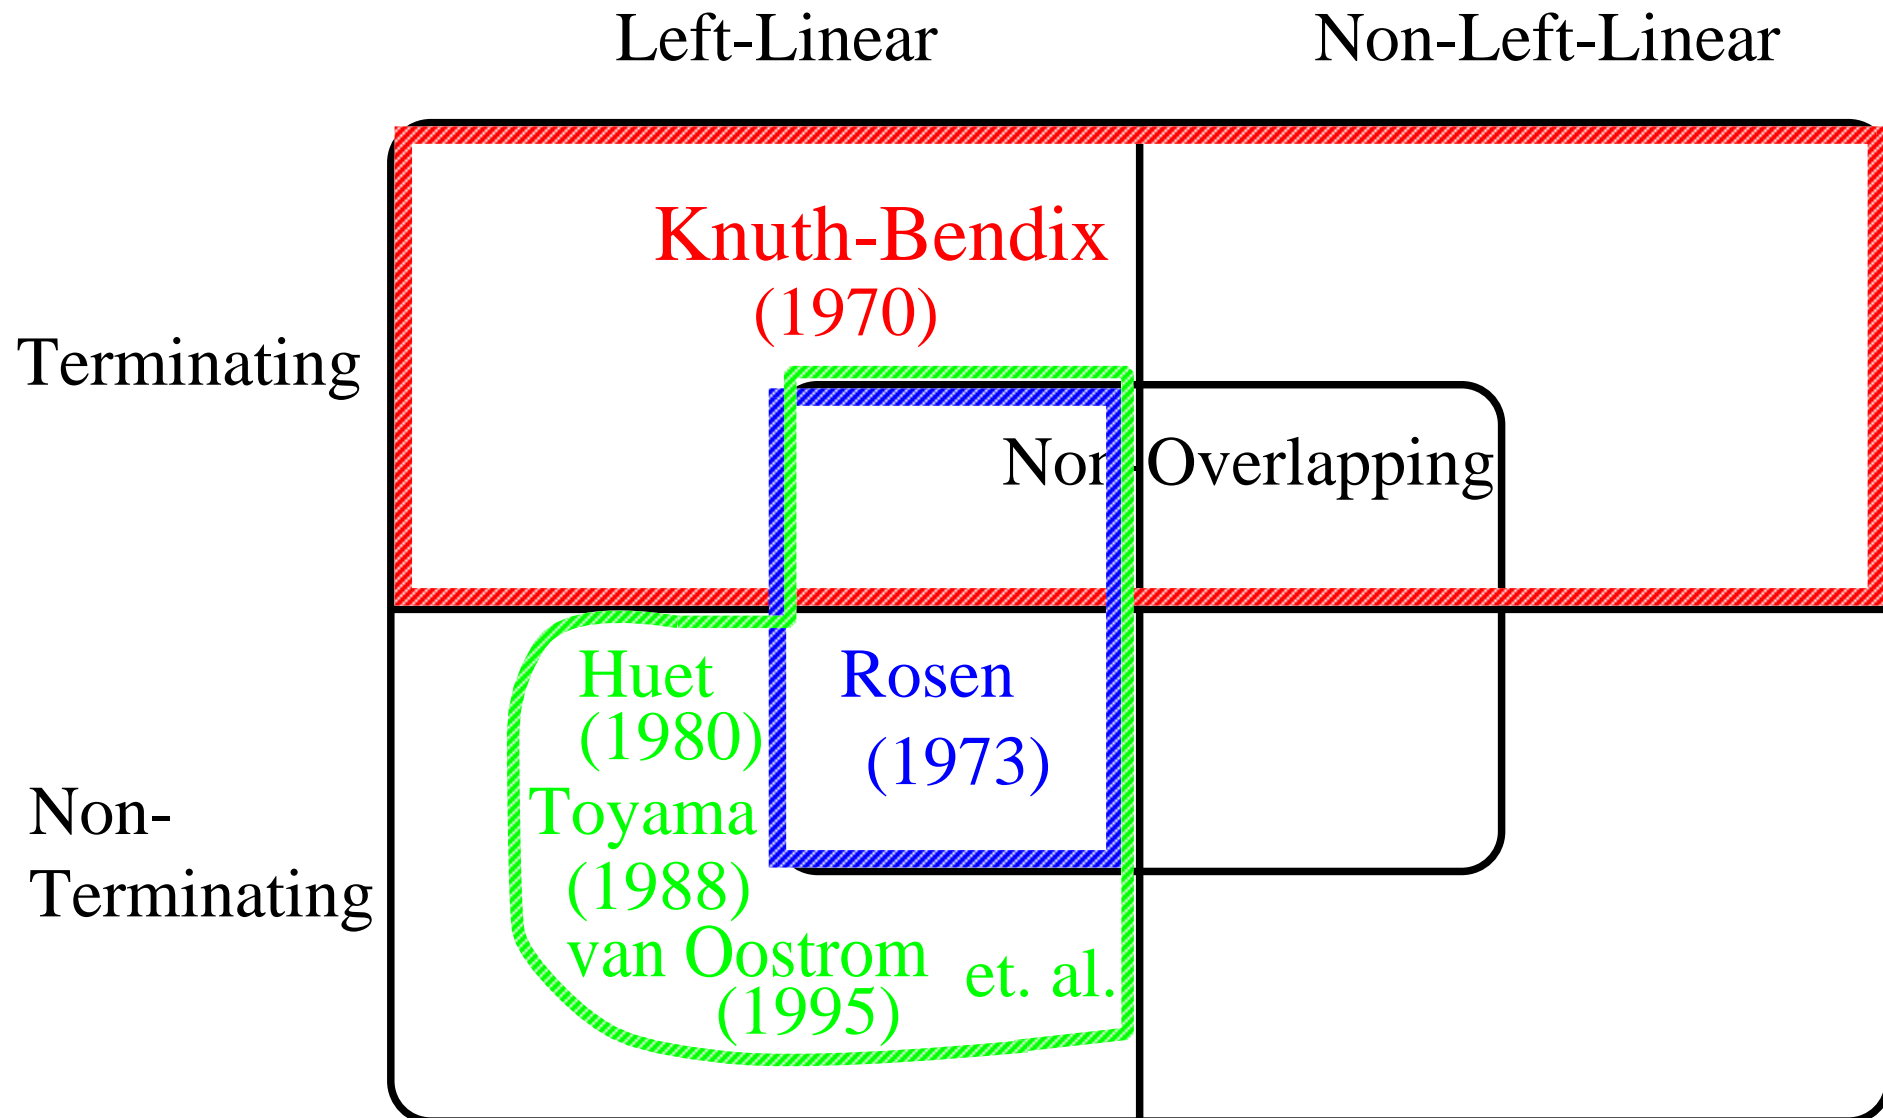 Left-Linear
Non-Left-Linear
Knuth-Bendix
(1970)
Terminating
Non-Overlapping
Huet
(1980)
Rosen
(1973)
Toyama
(1988)
Non-
Terminating
van Oostrom
(1995)
et. al.